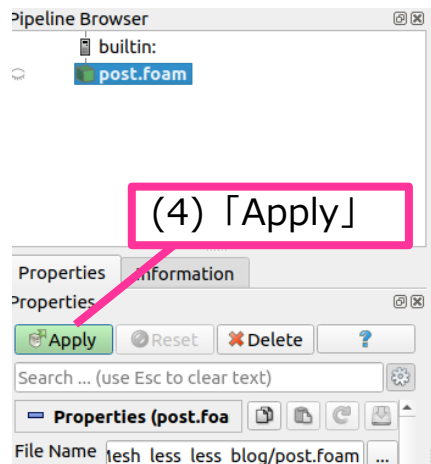 Pipeline Browser
builtin:
post.foam
(4)「Apply」
Properties Information
Properties
Apply Reset Delete ?
Search ... (use Esc to clear text)
Properties (post.foa
File Name lesh_less_less_blog/post.foam ...